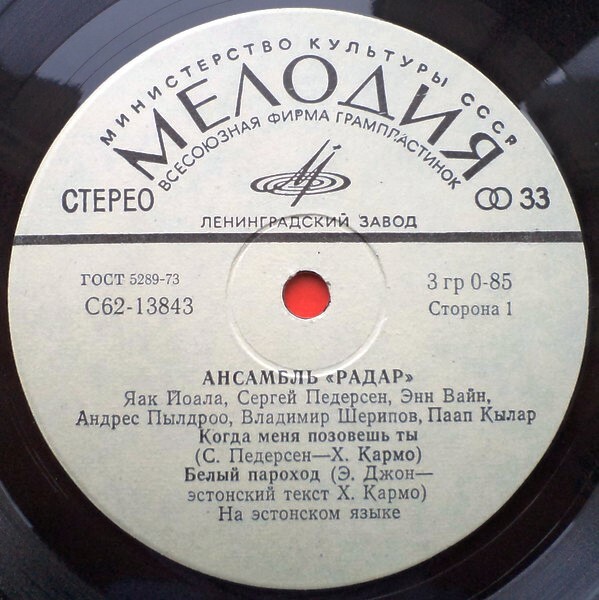 МИНИСТЕРСТВО КУЛЬТУРЫ СССР
МЕЛОДИЯ
ВСЕСОЮЗНАЯ ФИРМА ГРАМПЛАСТИНОК
СТЕРЕО
33
ЛЕНИНГРАДСКИЙ ЗАВОД
ГОСТ 5289-73
С62-13843
3 гр 0-85
Сторона 1
АНСАМБЛЬ «РАДАР»
Яак Йоала, Сергей Педерсен, Энн Вайн,
Андрес Пылдроо, Владимир Шерипов, Паап Кылар
Когда меня позовешь ты
(С. Педерсен—Х. Кармо)
Белый пароход (Э. Джон—
эстонский текст Х. Кармо)
На эстонском языке